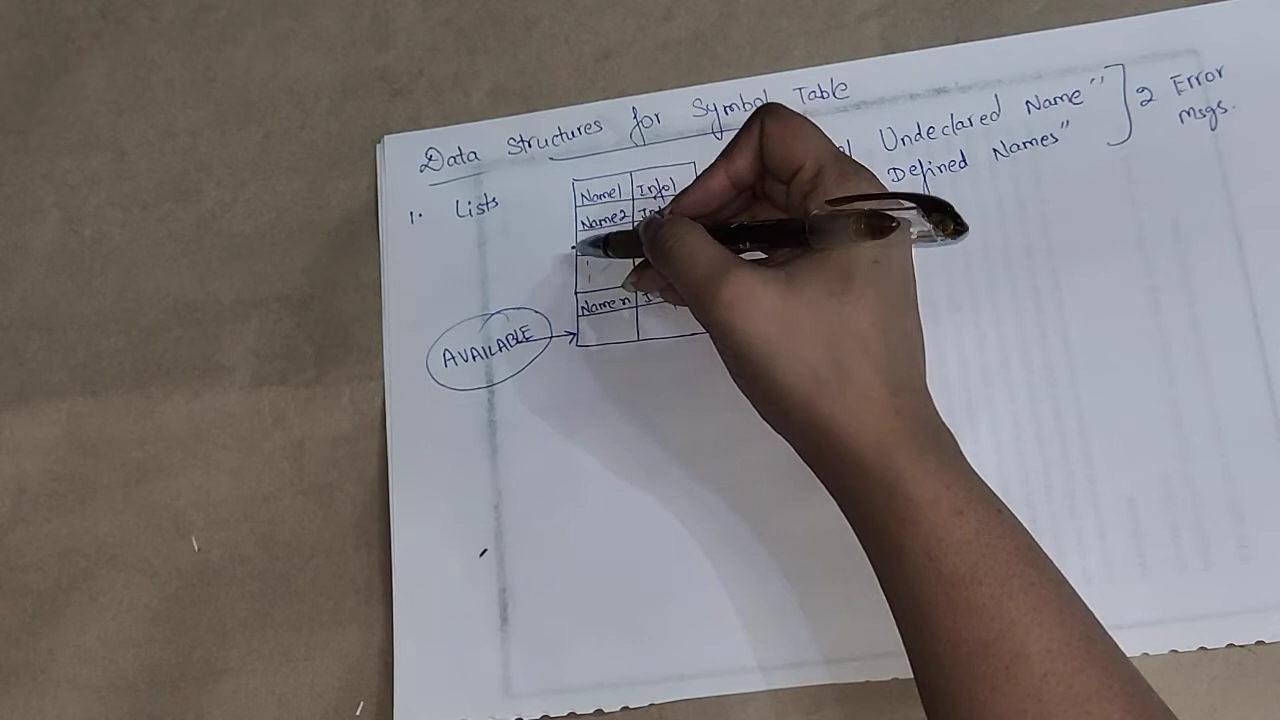 Data Structures for Symbol Table
1. Lists
Name1 Info1
Name2
Name n
AVAILABLE
Undeclared Name"
Defined Names"
2 Error
msgs.